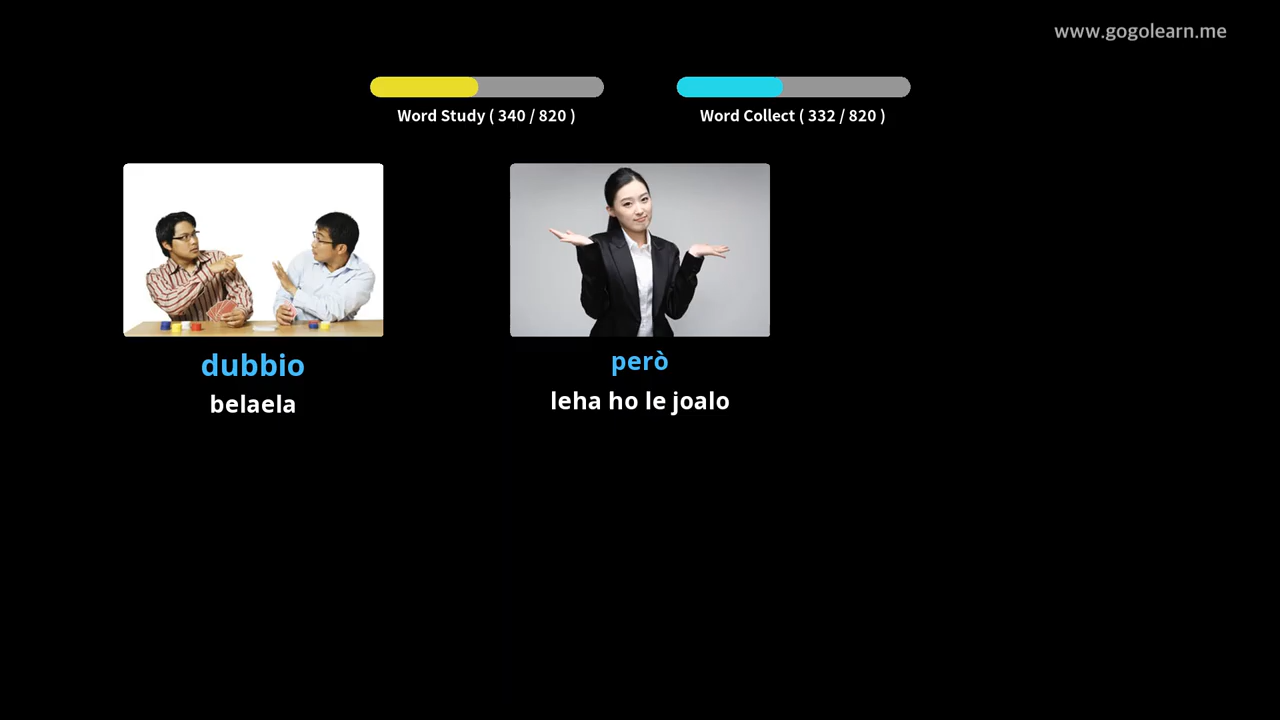 www.gogolearn.me
Word Study ( 340 / 820 )
Word Collect ( 332 / 820 )
dubbio
belaela
però
leha ho le joalo